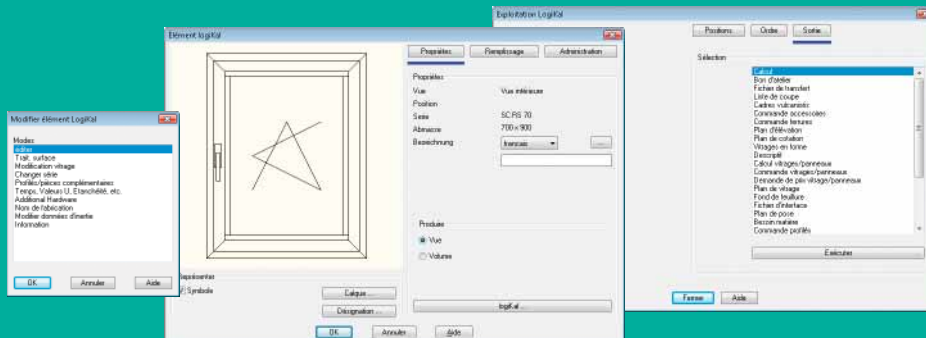 Modifier élément LogiKal
Modes
éditer
Trait. surface
Modification vitrage
Changer série
Profilés/pièces complémentaires
Temps, Valeurs U, Etanchéité, etc.
Additional Hardware
Nom de fabrication
Modifier données d'inertie
Information
OK
Annuler
Aide
Élément logiKal
Représenter
Symbole
Calque ...
Désignation ...
OK
Annuler
Aide
Propriétés
Remplissage
Administration
Propriétés
Vue
Vue intérieure
Position
Série
SC RS 70
Abmasse
700 x 900
Bezeichnung
francais
...
Produire
Vue
Volume
logiKal ...
Exploitation LogiKal
Positions
Ordre
Sortie
Sélection
Calcul
Bon d'atelier
Fichier de transfert
Liste de coupe
Cadres vulcanisés
Commande accessoires
Commande ferrures
Plan d'élévation
Plan de cotation
Vitrages en forme
Descriptif
Calcul vitrages/panneaux
Commande vitrages/panneaux
Demande de prix vitrage/panneaux
Plan de vitrage
Fond de feuillure
Fichier d'interface
Plan de pose
Besoin matière
Commande profilés
Exécuter
Fermer
Aide